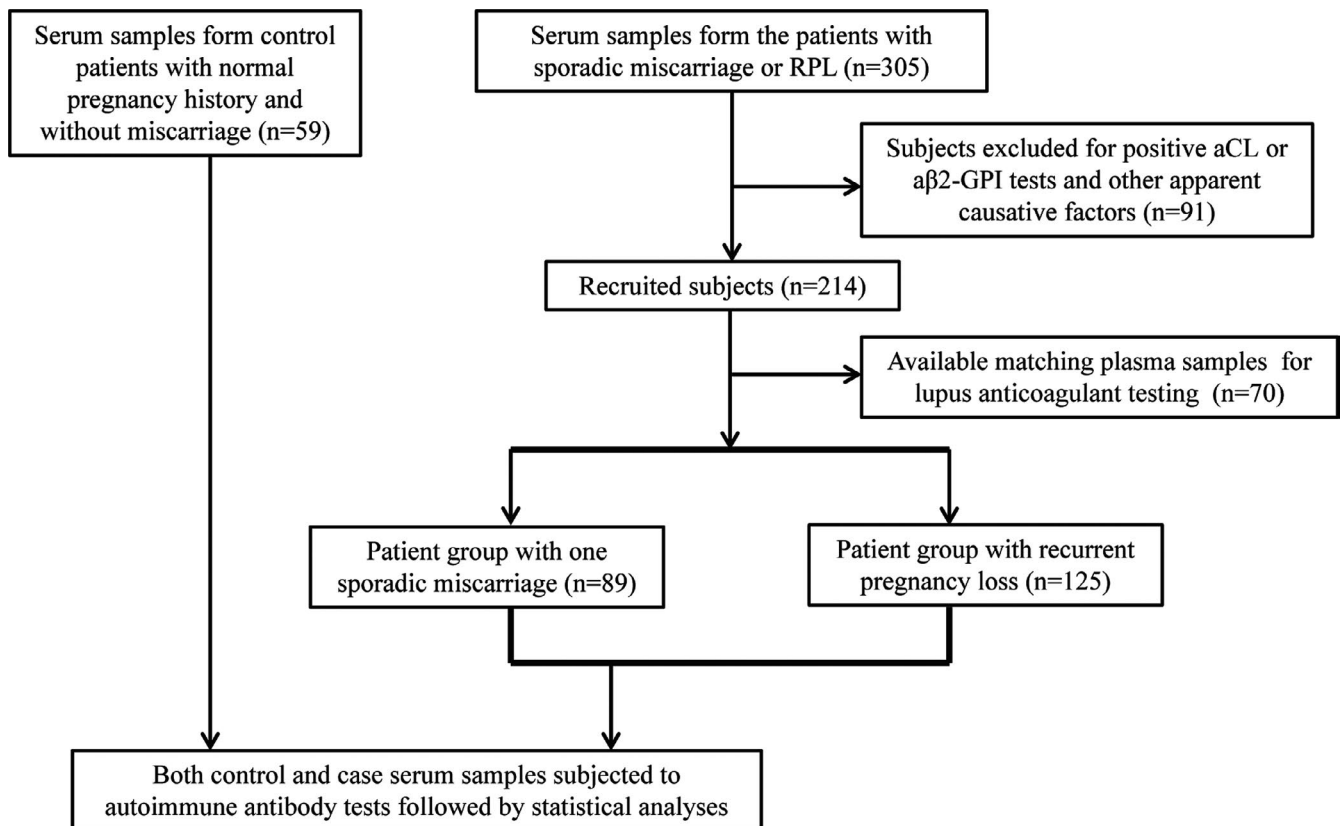 Serum samples form control
patients with normal
pregnancy history and
without miscarriage (n=59)
Serum samples form the patients with
sporadic miscarriage or RPL (n=305)
Subjects excluded for positive aCL or
aβ2-GPI tests and other apparent
causative factors (n=91)
Recruited subjects (n=214)
Available matching plasma samples for
lupus anticoagulant testing (n=70)
Patient group with one
sporadic miscarriage (n=89)
Patient group with recurrent
pregnancy loss (n=125)
Both control and case serum samples subjected to
autoimmune antibody tests followed by statistical analyses